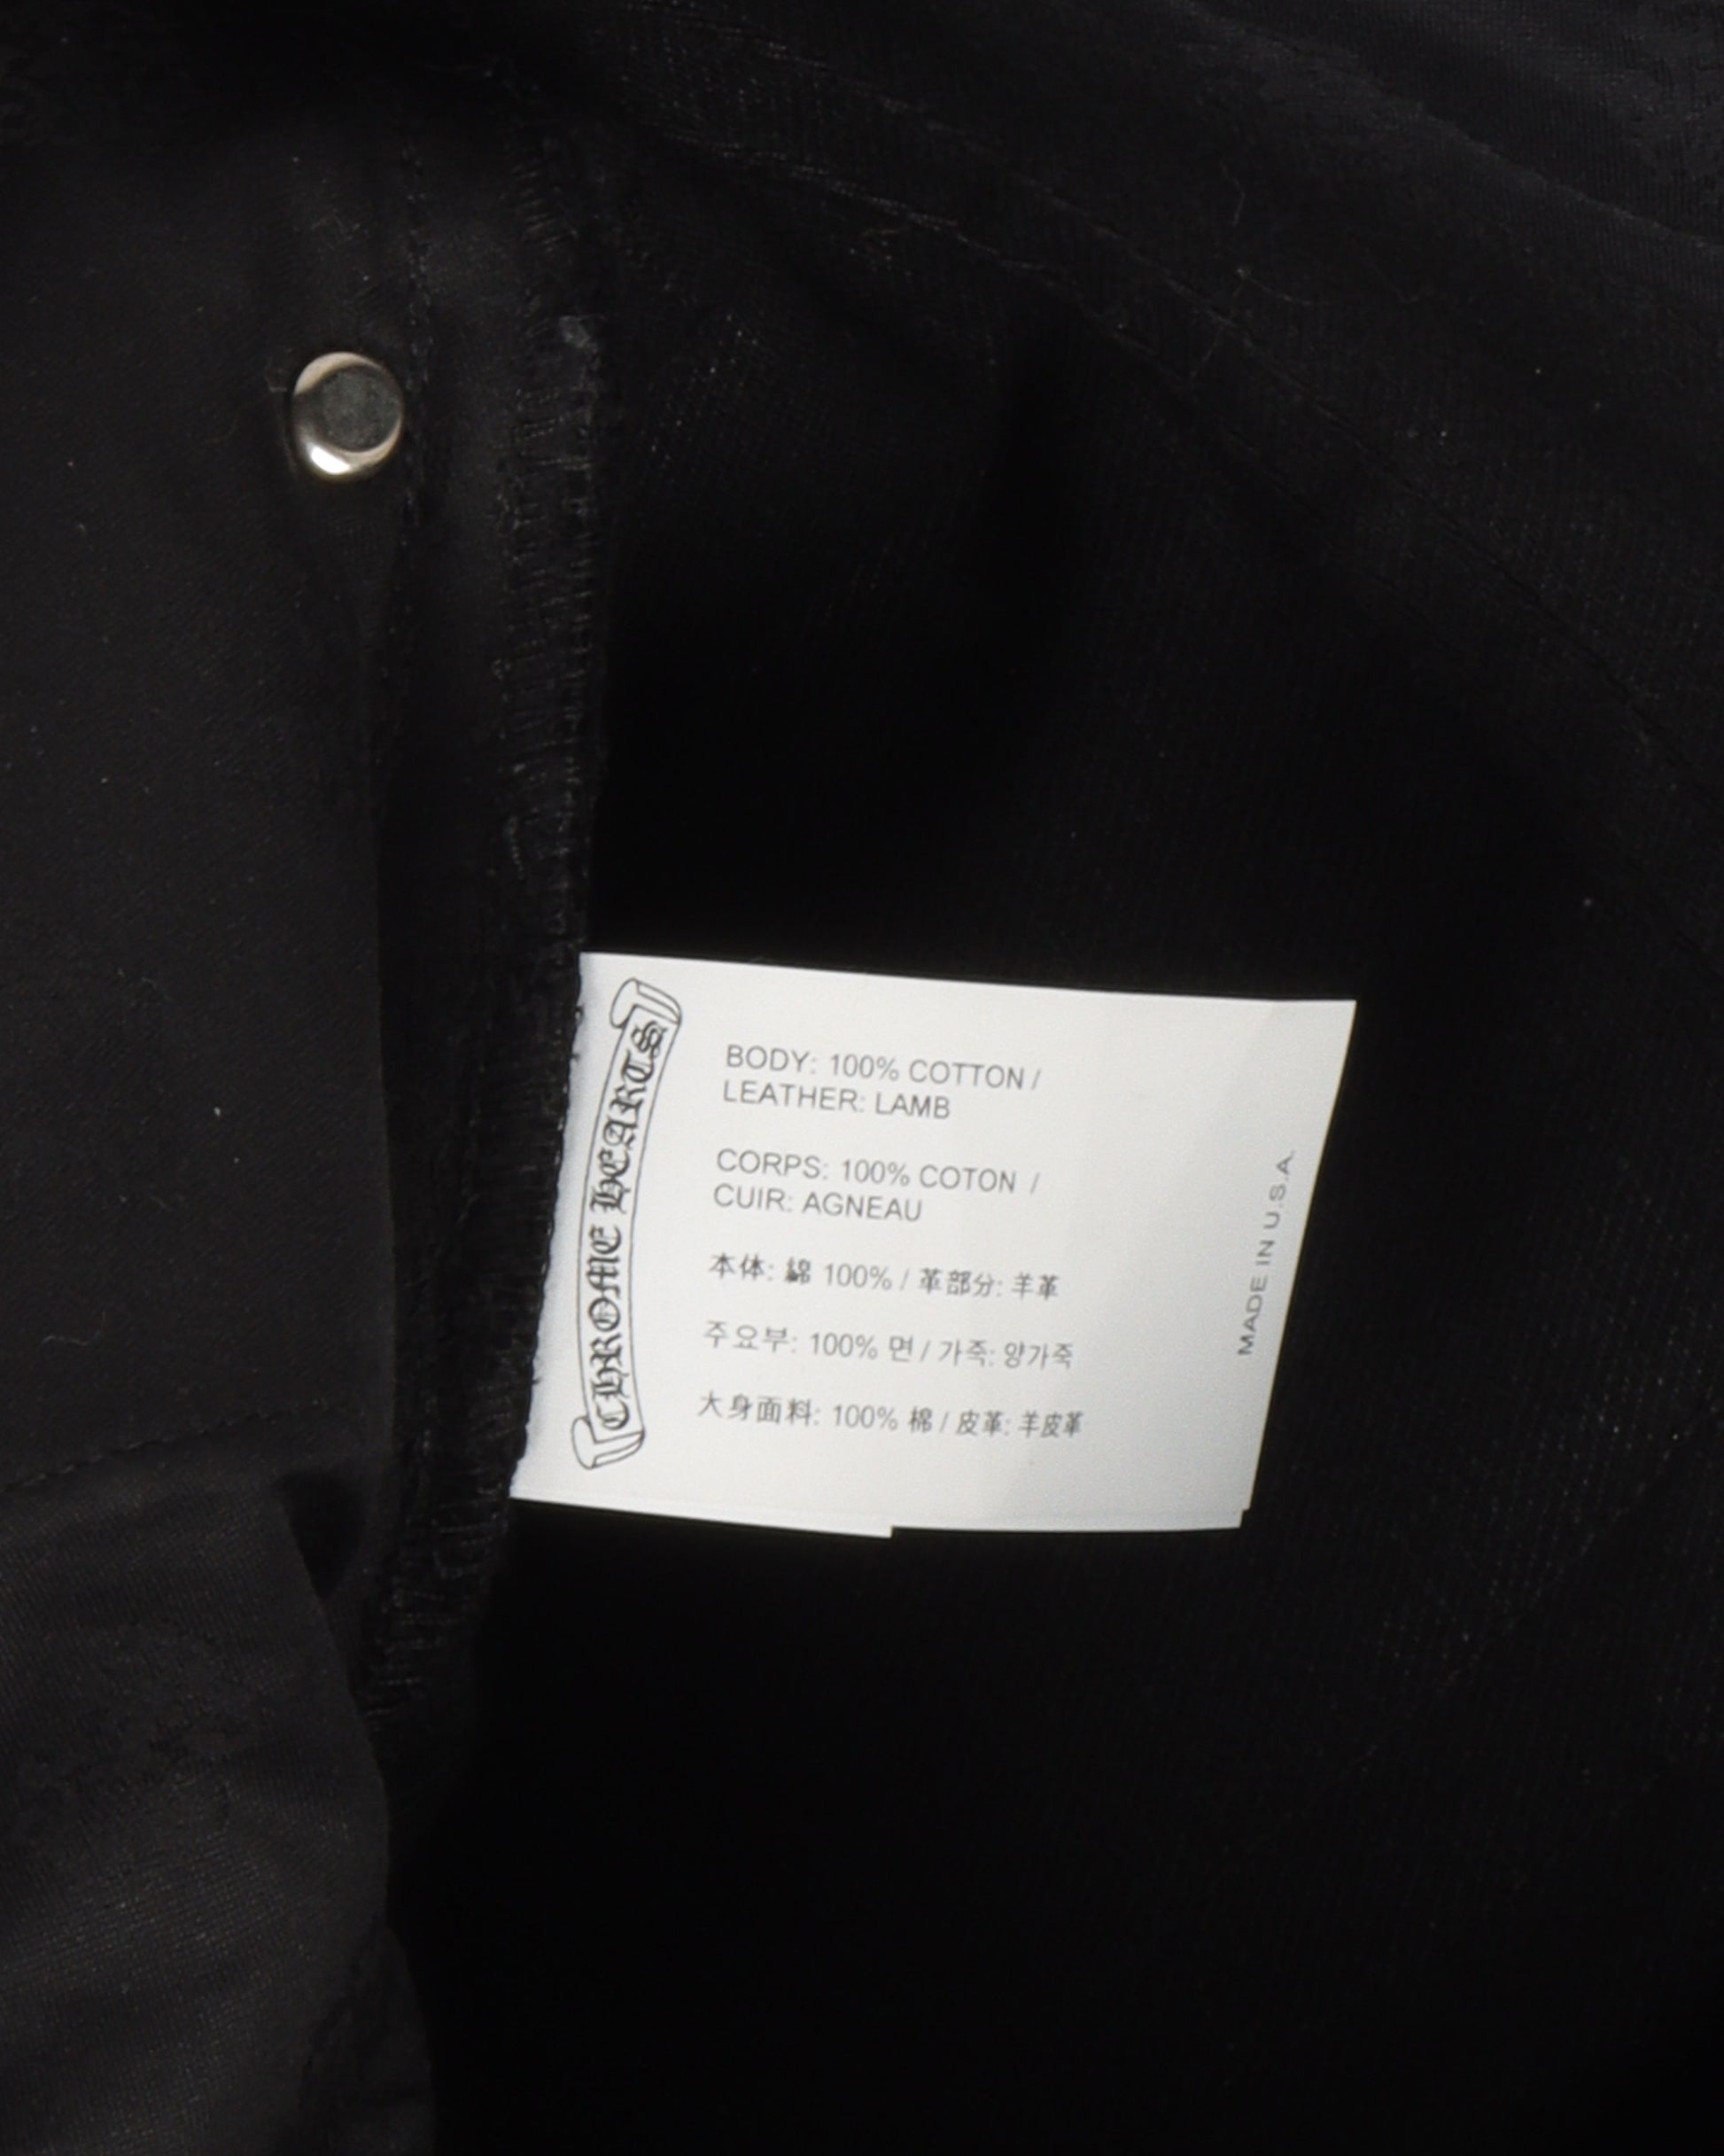 CHROME HEARTS
BODY: 100% COTTON /
LEATHER: LAMB
CORPS: 100% COTON /
CUIR: AGNEAU
本体: 綿 100% / 革部分: 羊革
주요부: 100% 면 / 가죽: 양가죽
大身面料: 100% 棉 / 皮革: 羊皮革
MADE IN U.S.A.